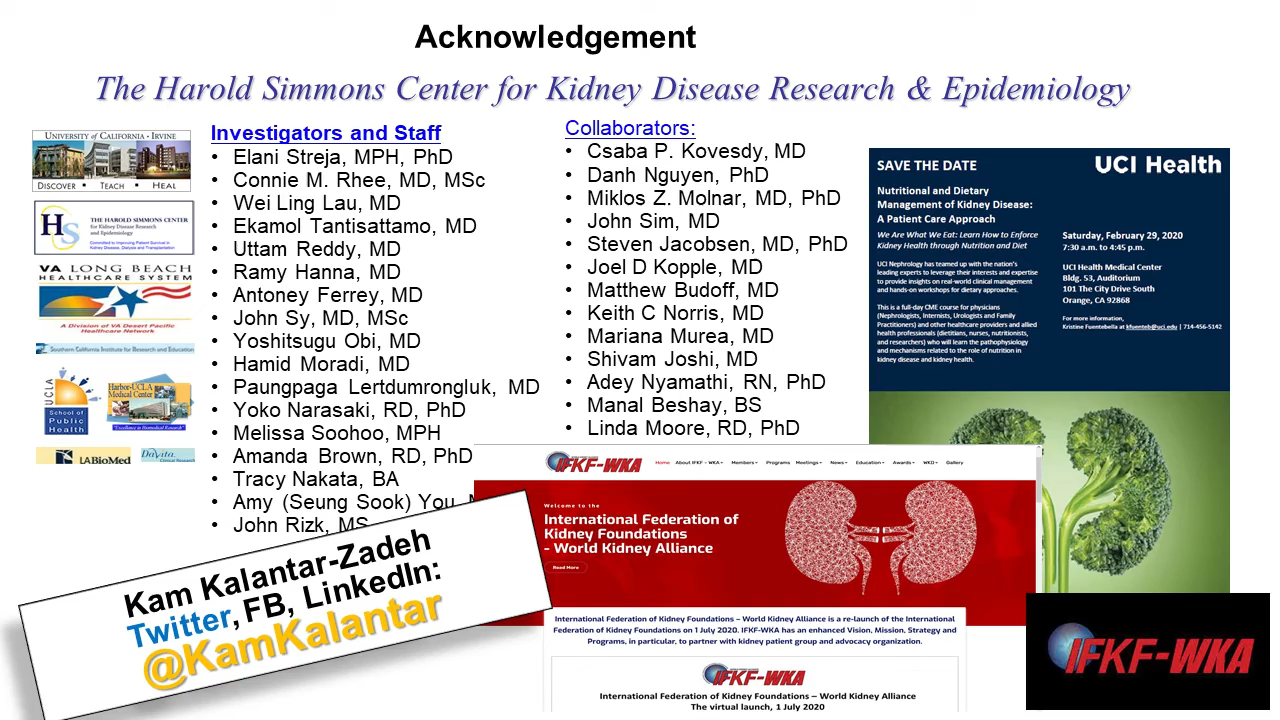 Acknowledgement
The Harold Simmons Center for Kidney Disease Research & Epidemiology
UNIVERSITY of CALIFORNIA • IRVINE
DISCOVER • TEACH • HEAL
HS
THE HAROLD SIMMONS CENTER
for Kidney Disease Research
and Epidemiology
Committed to Improving Patient Survival in
Kidney Disease, Dialysis and Transplantation
VA LONG BEACH
HEALTHCARE SYSTEM
A Division of VA Desert Pacific
Healthcare Network
Southern California Institute for Research and Education
UCLA
School of
Public
Health
Harbor-UCLA
Medical Center
"Excellence in Biomedical Research"
LABioMed
DaVita
Clinical Research
Investigators and Staff
• Elani Streja, MPH, PhD
• Connie M. Rhee, MD, MSc
• Wei Ling Lau, MD
• Ekamol Tantisattamo, MD
• Uttam Reddy, MD
• Ramy Hanna, MD
• Antoney Ferrey, MD
• John Sy, MD, MSc
• Yoshitsugu Obi, MD
• Hamid Moradi, MD
• Paungpaga Lertdumrongluk, MD
• Yoko Narasaki, RD, PhD
• Melissa Soohoo, MPH
• Amanda Brown, RD, PhD
• Tracy Nakata, BA
• Amy (Seung Sook) You,
• John Rizk, MS
Collaborators:
• Csaba P. Kovesdy, MD
• Danh Nguyen, PhD
• Miklos Z. Molnar, MD, PhD
• John Sim, MD
• Steven Jacobsen, MD, PhD
• Joel D Kopple, MD
• Matthew Budoff, MD
• Keith C Norris, MD
• Mariana Murea, MD
• Shivam Joshi, MD
• Adey Nyamathi, RN, PhD
• Manal Beshay, BS
• Linda Moore, RD, PhD
SAVE THE DATE
UCI Health
Nutritional and Dietary
Management of Kidney Disease:
A Patient Care Approach
We Are What We Eat: Learn How to Enforce
Kidney Health through Nutrition and Diet
UCI Nephrology has teamed up with the nation's
leading experts to leverage their interests and expertise
to provide insights on real-world clinical management
and hands-on workshops for dietary approaches.
This is a full-day CME course for physicians
(Nephrologists, Internists, Urologists and Family
Practitioners) and other healthcare providers and allied
health professionals (dietitians, nurses, nutritionists,
and researchers) who will learn the pathophysiology
and mechanisms related to the role of nutrition in
kidney disease and kidney health.
Saturday, February 29, 2020
7:30 a.m. to 4:45 p.m.
UCI Health Medical Center
Bldg. 53, Auditorium
101 The City Drive South
Orange, CA 92868
For more information,
Kristine Fuentebella at kfuenteb@uci.edu | 714-456-5142
IFKF-WKA
Home About IFKF - WKA Members Programs Meetings News Education Awards WKD Gallery
Welcome to the
International Federation of
Kidney Foundations
- World Kidney Alliance
Read More
International Federation of Kidney Foundations – World Kidney Alliance is a re-launch of the International
Federation of Kidney Foundations on 1 July 2020. IFKF-WKA has an enhanced Vision, Mission, Strategy and
Programs, in particular, to partner with kidney patient group and advocacy organization.
IFKF-WKA
International Federation of Kidney Foundations – World Kidney Alliance
The virtual launch, 1 July 2020
Kam Kalantar-Zadeh
Twitter, FB, LinkedIn:
@KamKalantar
IFKF-WKA